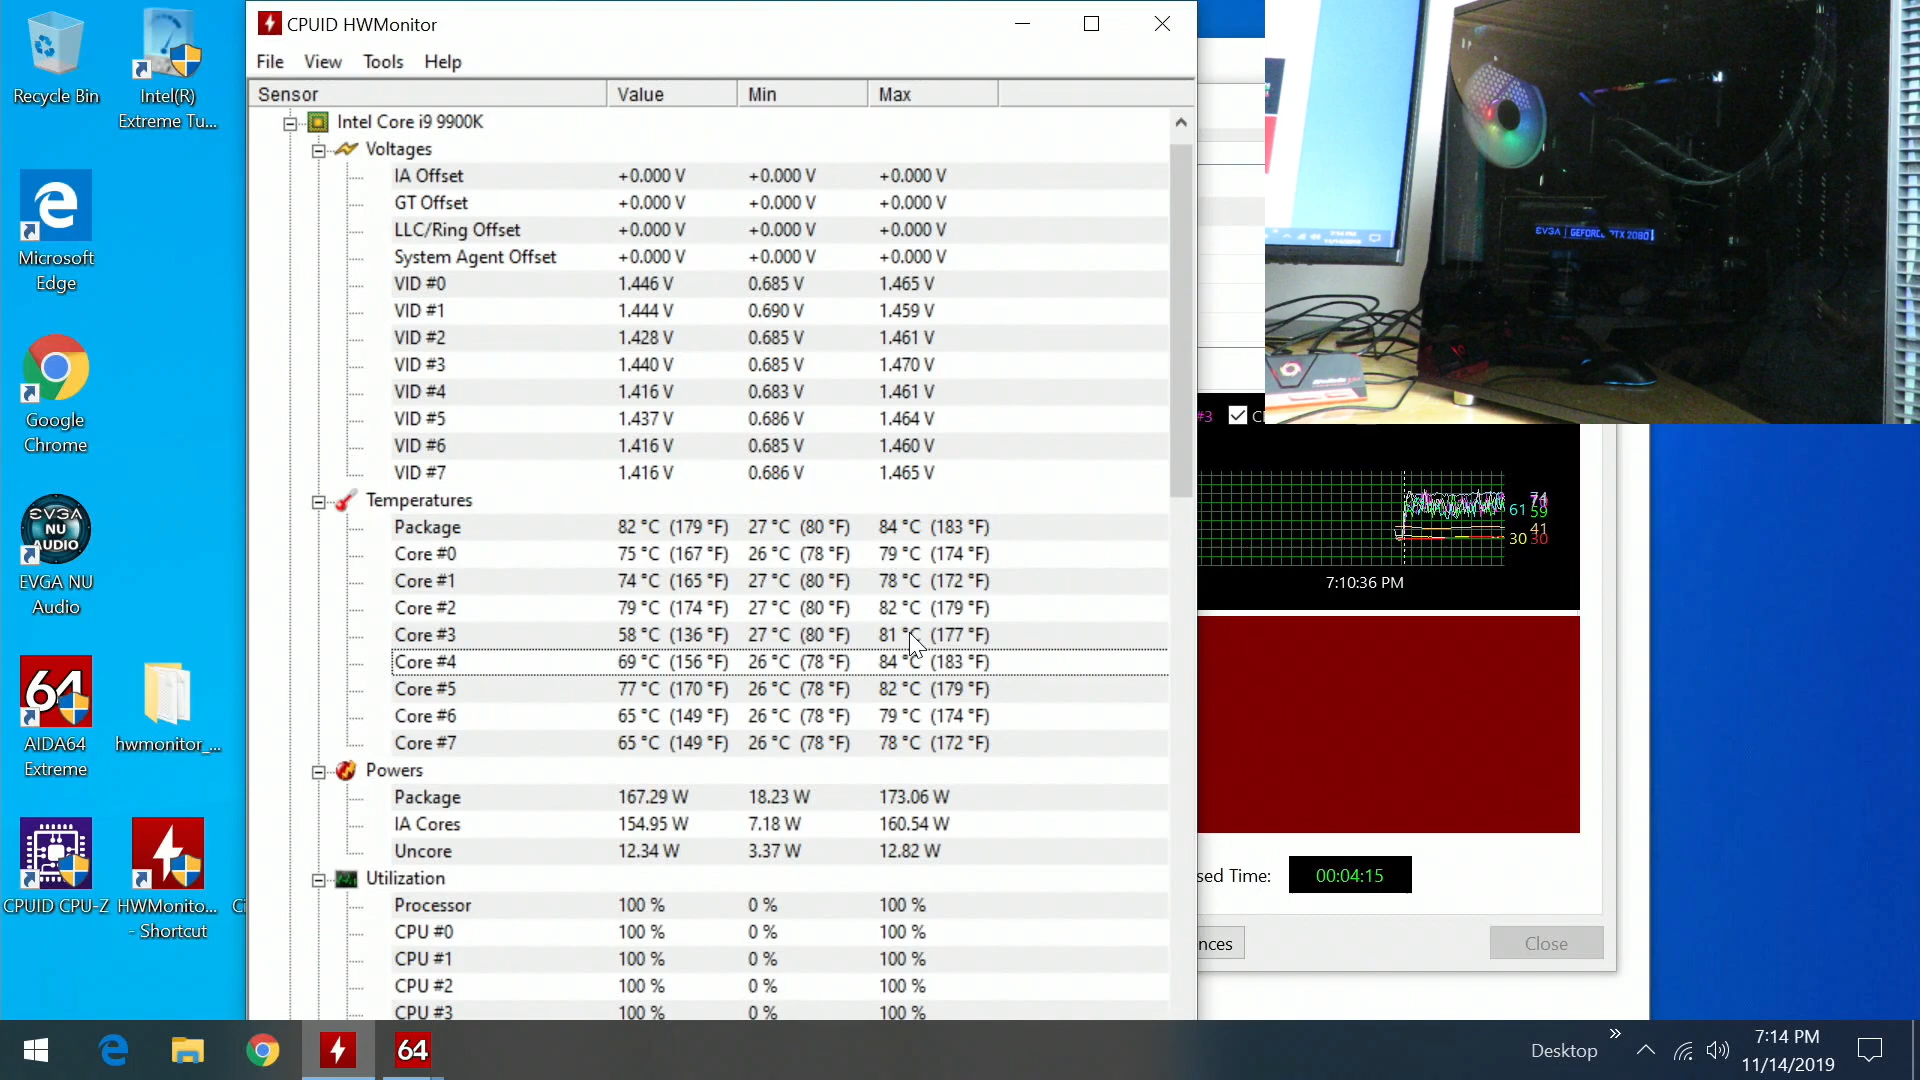 Recycle Bin
Intel(R)
Extreme Tu...
Microsoft
Edge
Google
Chrome
EVGA
NU
AUDIO
EVGA NU
Audio
64
AIDA64
Extreme
hwmonitor_...
CPUID CPU-Z
HWMonito...
- Shortcut
CPUID HWMonitor
File View Tools Help
Sensor Value Min Max
Intel Core i9 9900K
Voltages
IA Offset +0.000 V +0.000 V +0.000 V
GT Offset +0.000 V +0.000 V +0.000 V
LLC/Ring Offset +0.000 V +0.000 V +0.000 V
System Agent Offset +0.000 V +0.000 V +0.000 V
VID #0 1.446 V 0.685 V 1.465 V
VID #1 1.444 V 0.690 V 1.459 V
VID #2 1.428 V 0.685 V 1.461 V
VID #3 1.440 V 0.685 V 1.470 V
VID #4 1.416 V 0.683 V 1.461 V
VID #5 1.437 V 0.686 V 1.464 V
VID #6 1.416 V 0.685 V 1.460 V
VID #7 1.416 V 0.686 V 1.465 V
Temperatures
Package 82 °C (179 °F) 27 °C (80 °F) 84 °C (183 °F)
Core #0 75 °C (167 °F) 26 °C (78 °F) 79 °C (174 °F)
Core #1 74 °C (165 °F) 27 °C (80 °F) 78 °C (172 °F)
Core #2 79 °C (174 °F) 27 °C (80 °F) 82 °C (179 °F)
Core #3 58 °C (136 °F) 27 °C (80 °F) 81 °C (177 °F)
Core #4 69 °C (156 °F) 26 °C (78 °F) 84 °C (183 °F)
Core #5 77 °C (170 °F) 26 °C (78 °F) 82 °C (179 °F)
Core #6 65 °C (149 °F) 26 °C (78 °F) 79 °C (174 °F)
Core #7 65 °C (149 °F) 26 °C (78 °F) 78 °C (172 °F)
Powers
Package 167.29 W 18.23 W 173.06 W
IA Cores 154.95 W 7.18 W 160.54 W
Uncore 12.34 W 3.37 W 12.82 W
Utilization
Processor 100 % 0 % 100 %
CPU #0 100 % 0 % 100 %
CPU #1 100 % 0 % 100 %
CPU #2 100 % 0 % 100 %
CPU #3 100 % 0 % 100 %
EVGA | GEFORCE RTX 2080
#3
61 59
41
30 30
7:10:36 PM
sed Time: 00:04:15
nces
Close
64
Desktop
7:14 PM
11/14/2019